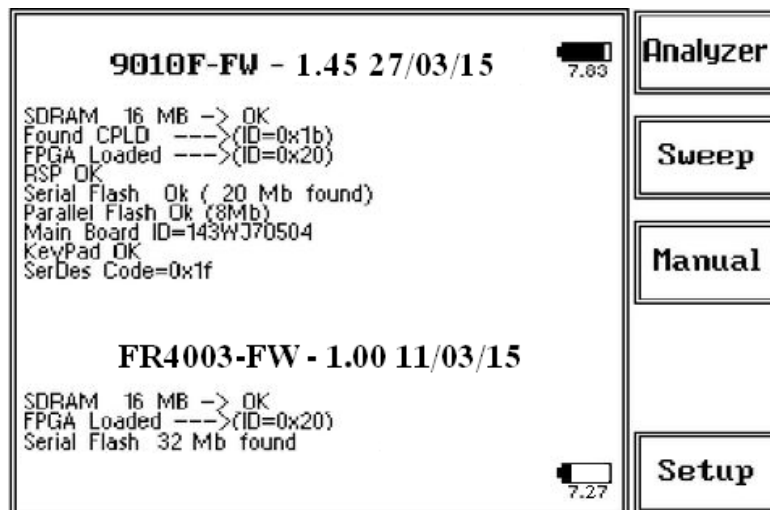 9010F-FW - 1.45 27/03/15
7.83
SDRAM 16 MB -> OK
Found CPLD --->(ID=0x1b)
FPGA Loaded --->(ID=0x20)
RSP OK
Serial Flash Ok ( 20 Mb found)
Parallel Flash Ok (8Mb)
Main Board ID=143WJ70504
KeyPad OK
SerDes Code=0x1f
FR4003-FW - 1.00 11/03/15
SDRAM 16 MB -> OK
FPGA Loaded --->(ID=0x20)
Serial Flash 32 Mb found
7.27
Analyzer
Sweep
Manual
Setup